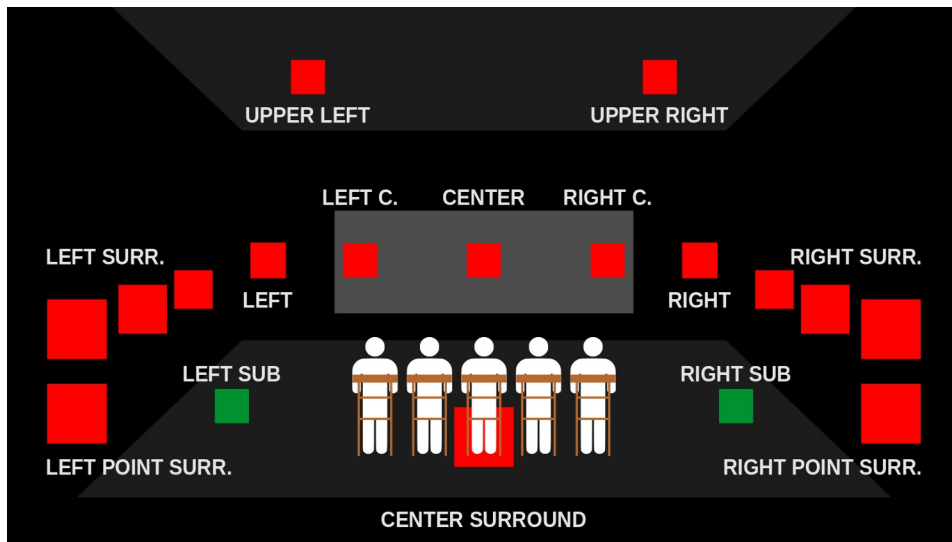 UPPER LEFT
UPPER RIGHT
LEFT C.
CENTER
RIGHT C.
LEFT SURR.
RIGHT SURR.
LEFT
RIGHT
LEFT SUB
RIGHT SUB
LEFT POINT SURR.
RIGHT POINT SURR.
CENTER SURROUND